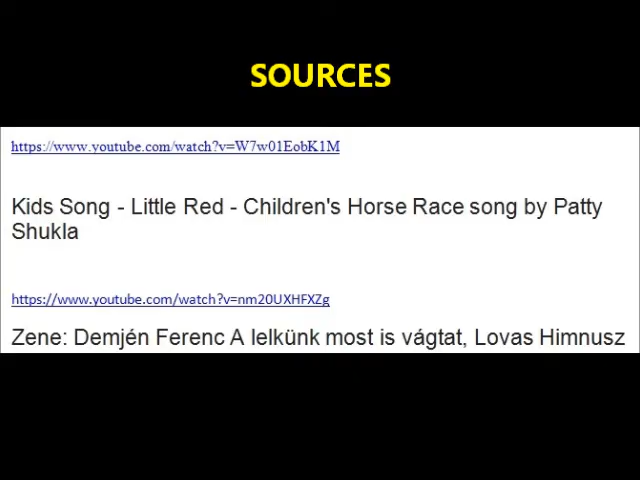 SOURCES
https://www.youtube.com/watch?v=W7w01EobK1M
Kids Song - Little Red - Children's Horse Race song by Patty
Shukla
https://www.youtube.com/watch?v=nm20UXHFXZg
Zene: Demjén Ferenc A lelkünk most is vágtat, Lovas Himnusz